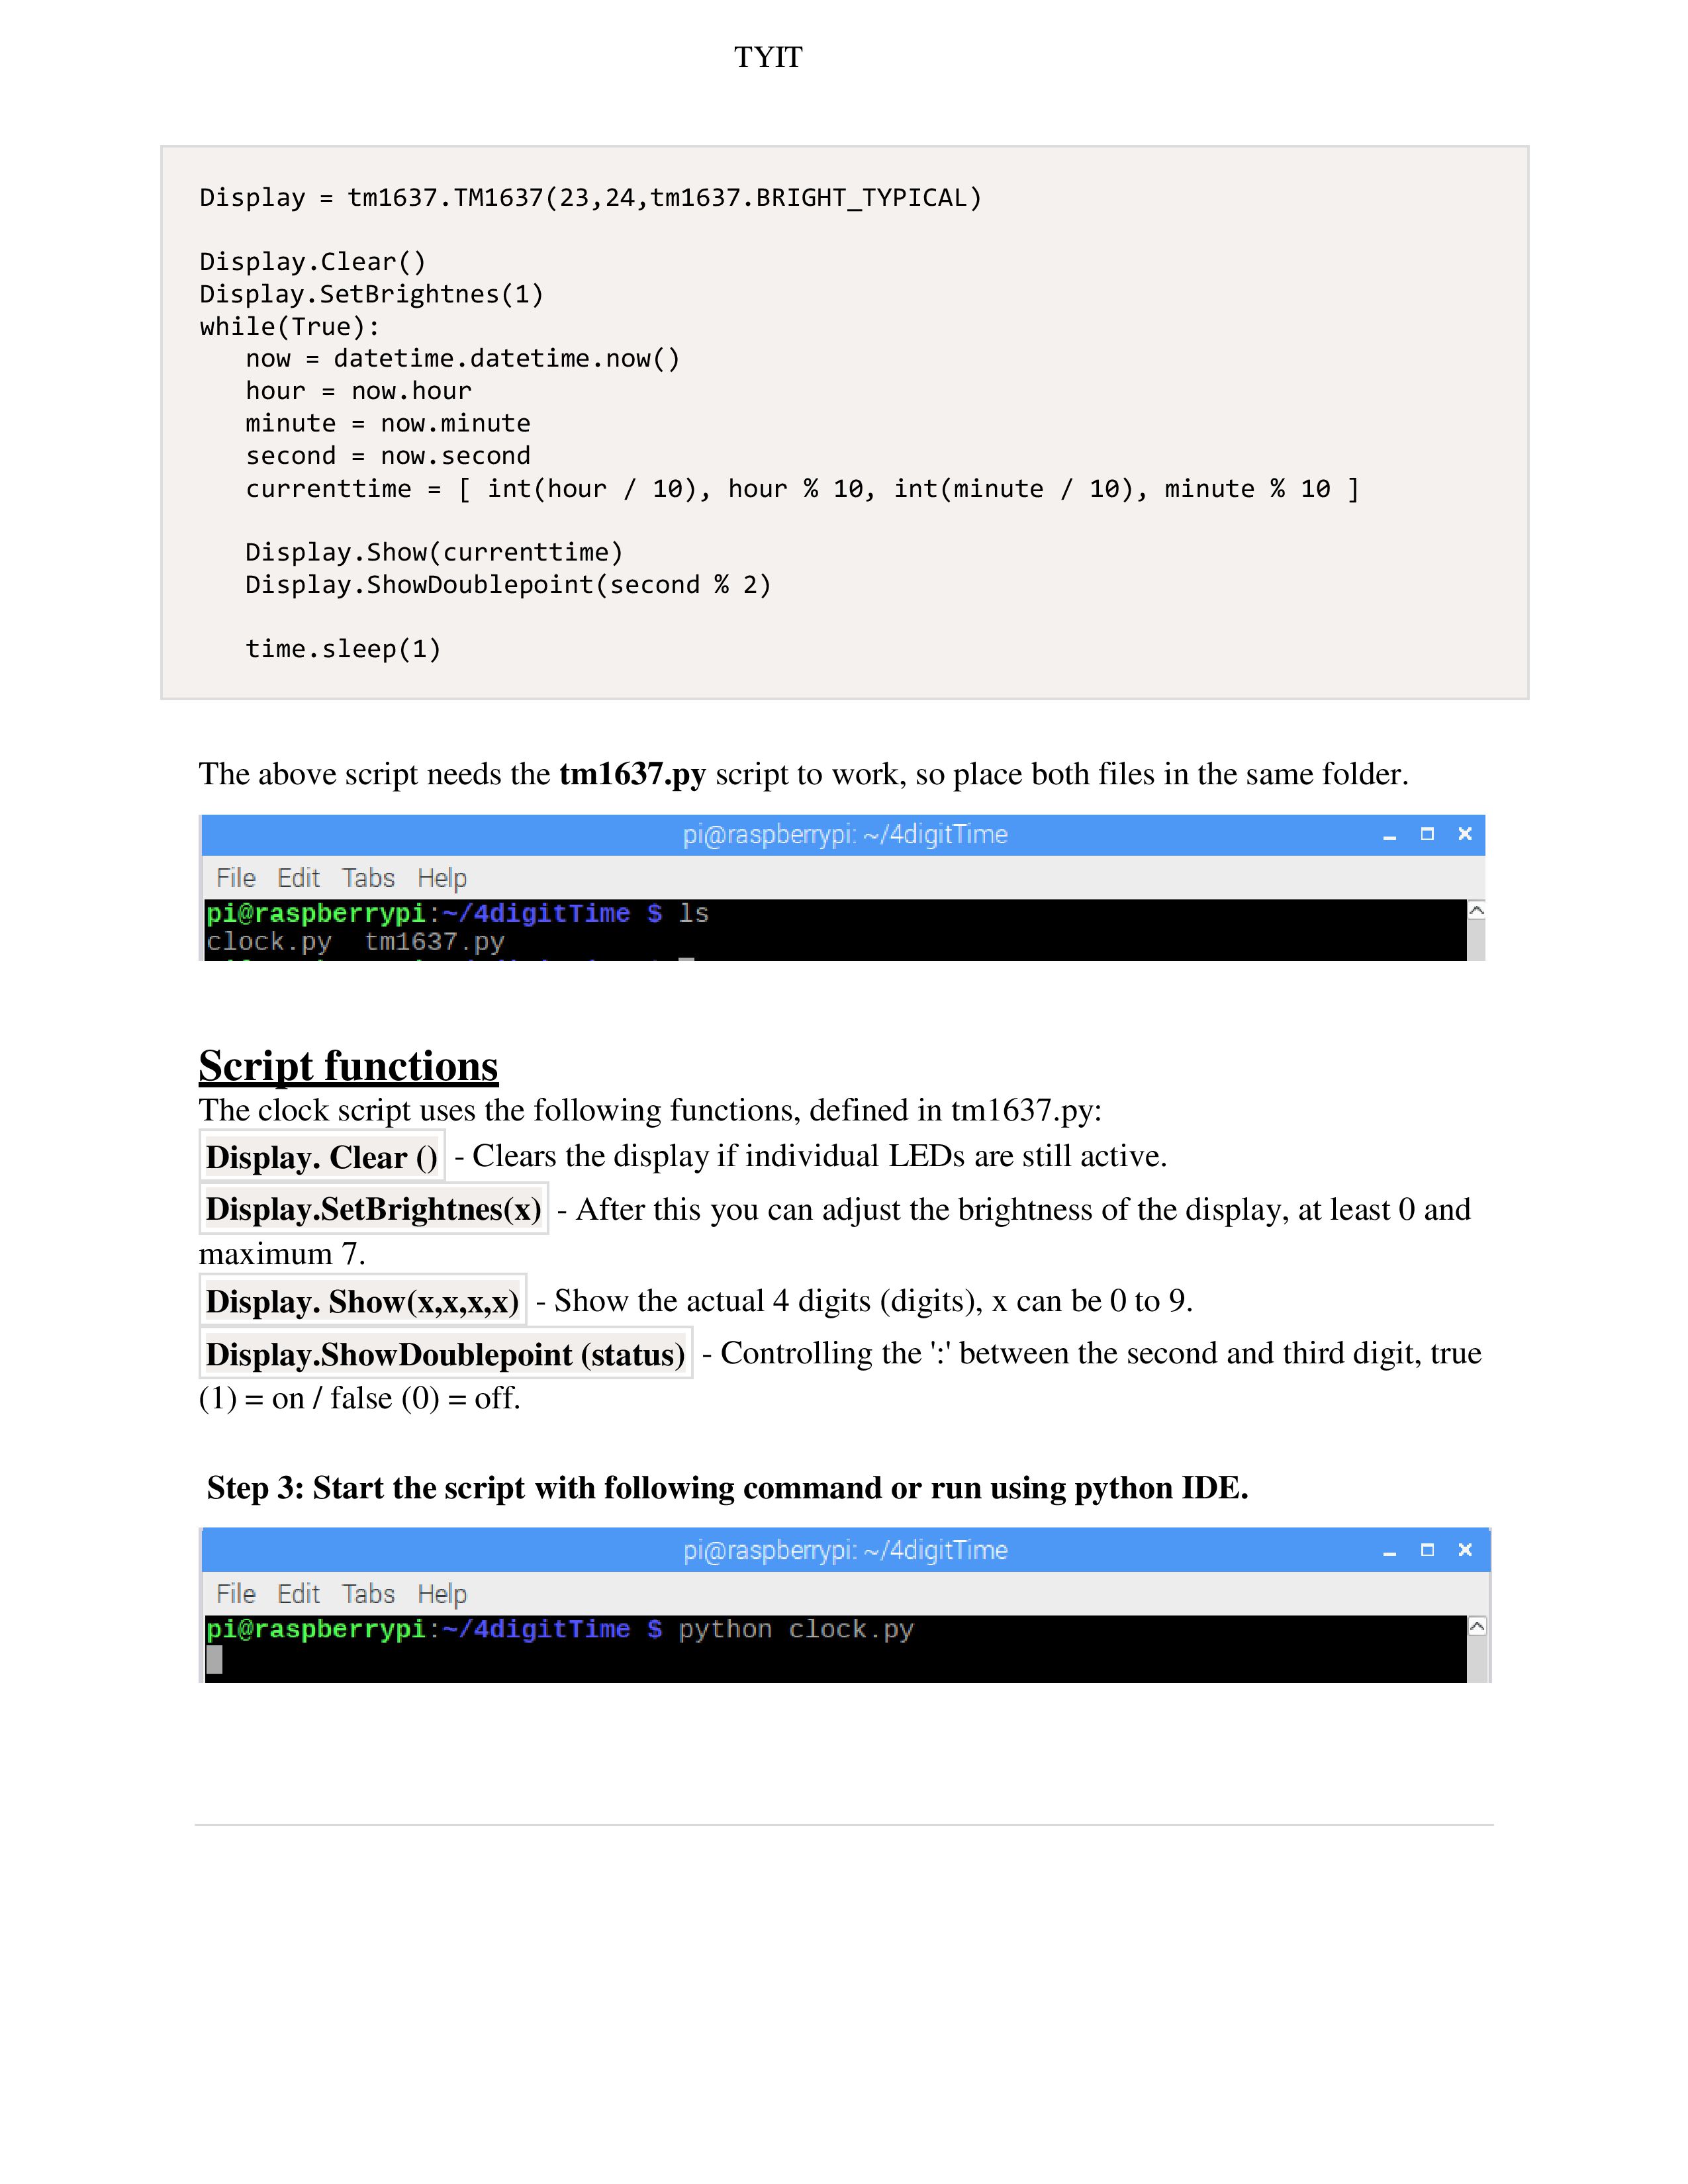 TYIT
Display = tm1637.TM1637(23,24,tm1637.BRIGHT_TYPICAL)
Display.Clear()
Display.SetBrightnes(1)
while(True):
   now = datetime.datetime.now()
   hour = now.hour
   minute = now.minute
   second = now.second
   currenttime = [ int(hour / 10), hour % 10, int(minute / 10), minute % 10 ]
   Display.Show(currenttime)
   Display.ShowDoublepoint(second % 2)
   time.sleep(1)
The above script needs the tm1637.py script to work, so place both files in the same folder.
pi@raspberrypi: ~/4digitTime
File Edit Tabs Help
pi@raspberrypi:~/4digitTime $ ls
clock.py  tm1637.py
Script functions
The clock script uses the following functions, defined in tm1637.py:
Display. Clear () - Clears the display if individual LEDs are still active.
Display.SetBrightnes(x) - After this you can adjust the brightness of the display, at least 0 and
maximum 7.
Display. Show(x,x,x,x) - Show the actual 4 digits (digits), x can be 0 to 9.
Display.ShowDoublepoint (status) - Controlling the ':' between the second and third digit, true
(1) = on / false (0) = off.
Step 3: Start the script with following command or run using python IDE.
pi@raspberrypi: ~/4digitTime
File Edit Tabs Help
pi@raspberrypi:~/4digitTime $ python clock.py